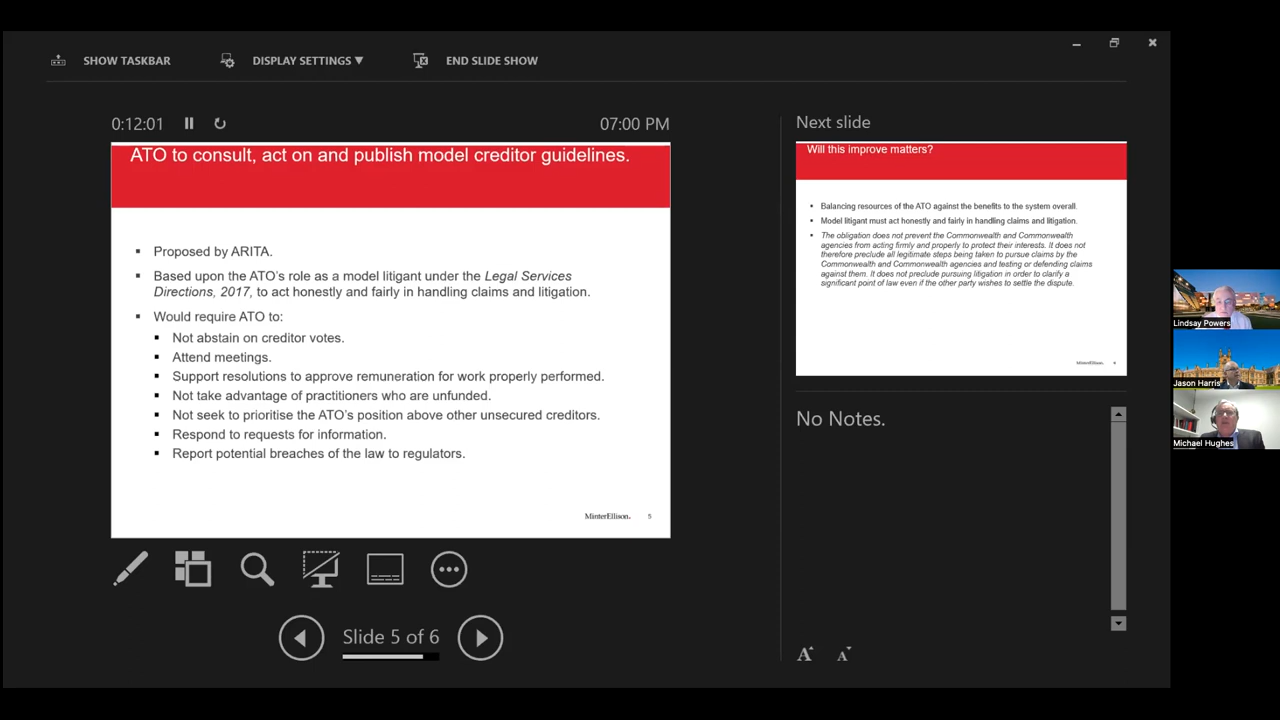 SHOW TASKBAR
DISPLAY SETTINGS ▼
END SLIDE SHOW
0:12:01
07:00 PM
ATO to consult, act on and publish model creditor guidelines.
▪ Proposed by ARITA.
▪ Based upon the ATO's role as a model litigant under the Legal Services
Directions, 2017, to act honestly and fairly in handling claims and litigation.
▪ Would require ATO to:
▪ Not abstain on creditor votes.
▪ Attend meetings.
▪ Support resolutions to approve remuneration for work properly performed.
▪ Not take advantage of practitioners who are unfunded.
▪ Not seek to prioritise the ATO's position above other unsecured creditors.
▪ Respond to requests for information.
▪ Report potential breaches of the law to regulators.
MinterEllison. 5
Slide 5 of 6
Next slide
Will this improve matters?
▪ Balancing resources of the ATO against the benefits to the system overall.
▪ Model litigant must act honestly and fairly in handling claims and litigation.
▪ The obligation does not prevent the Commonwealth and Commonwealth
agencies from acting firmly and properly to protect their interests. It does not
therefore preclude all legitimate steps being taken to pursue claims by the
Commonwealth and Commonwealth agencies and testing or defending claims
against them. It does not preclude pursuing litigation in order to clarify a
significant point of law even if the other party wishes to settle the dispute.
MinterEllison.
No Notes.
A A
Lindsay Powers
Jason Harris
Michael Hughes